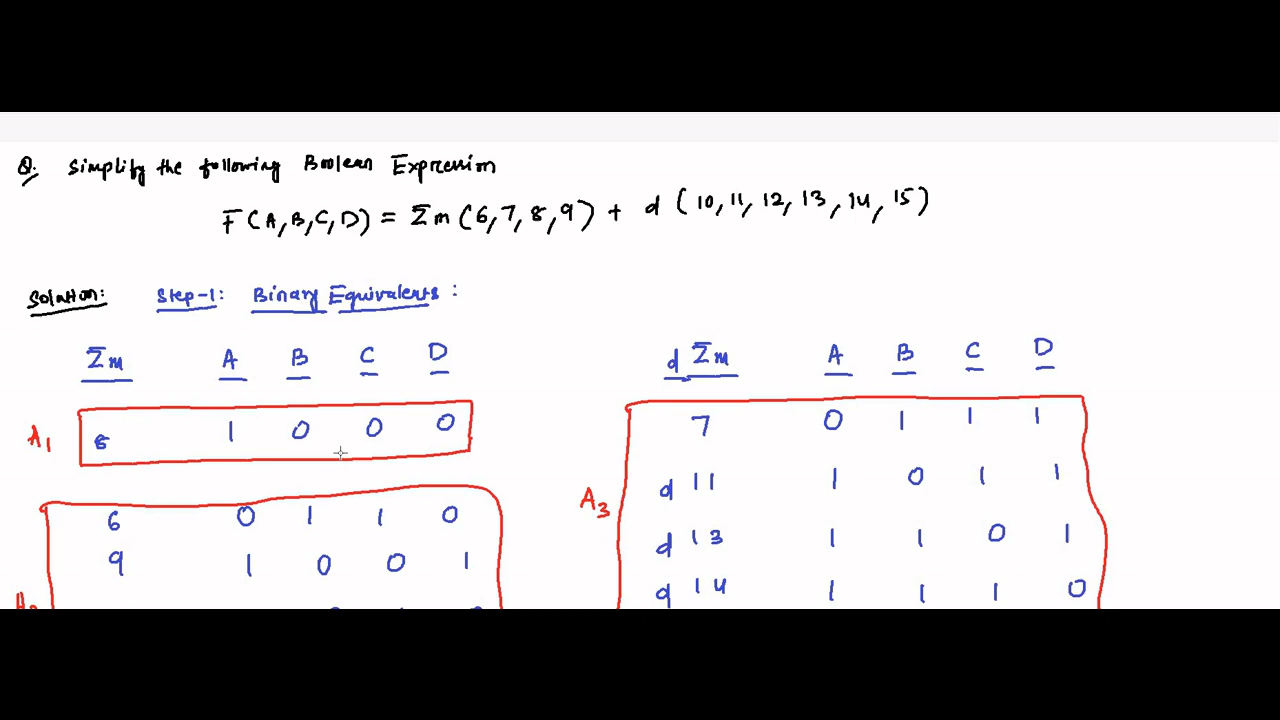 Q. Simplify the following Boolean Expression
F(A,B,C,D) = Σm(6,7,8,9) + d(10,11,12,13,14,15)
Solution: Step-1: Binary Equivalents:
Σm A B C D
A1 8 1 0 0 0
6 0 1 1 0
9 1 0 0 1
d Σm A B C D
7 0 1 1 1
d 11 1 0 1 1
A3
d 13 1 1 0 1
d 14 1 1 1 0